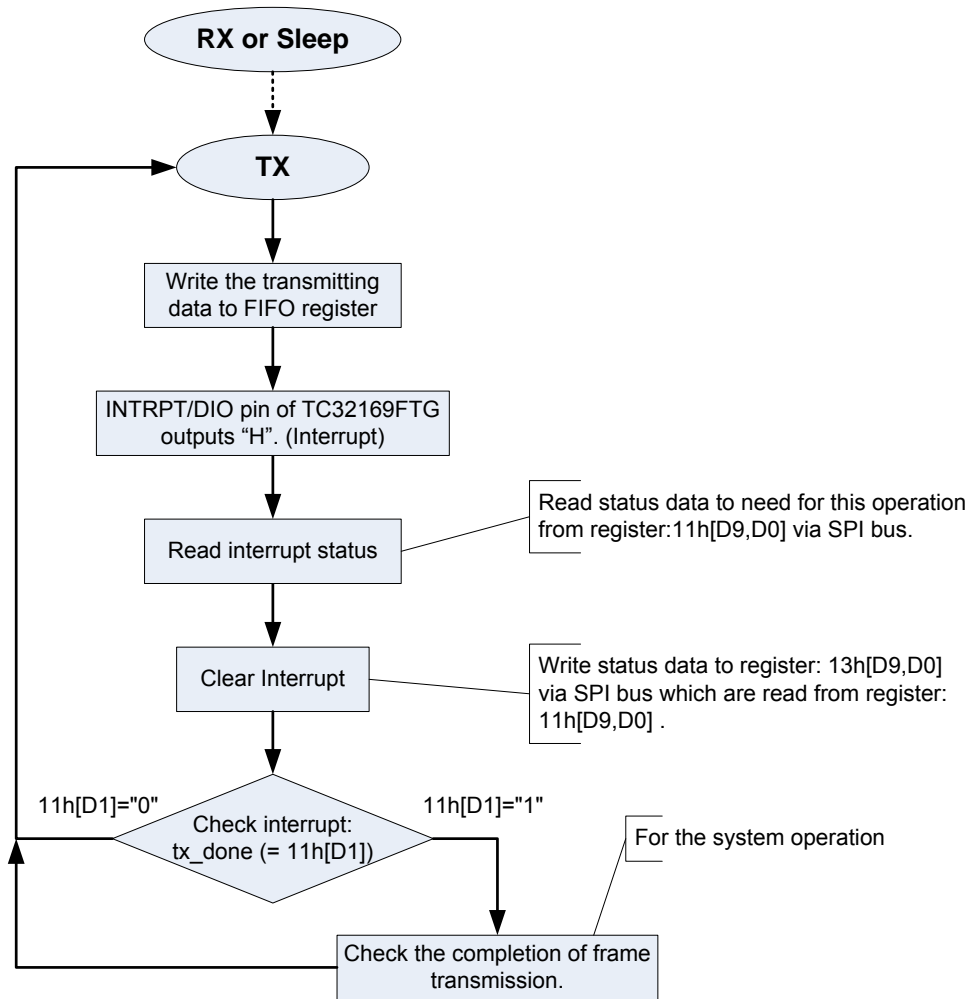 RX or Sleep
TX
Write the transmitting
data to FIFO register
INTRPT/DIO pin of TC32169FTG
outputs “H”. (Interrupt)
Read interrupt status
Read status data to need for this operation
from register:11h[D9,D0] via SPI bus.
Clear Interrupt
Write status data to register: 13h[D9,D0]
via SPI bus which are read from register:
11h[D9,D0] .
11h[D1]="0"
11h[D1]="1"
Check interrupt:
tx_done (= 11h[D1])
For the system operation
Check the completion of frame
transmission.